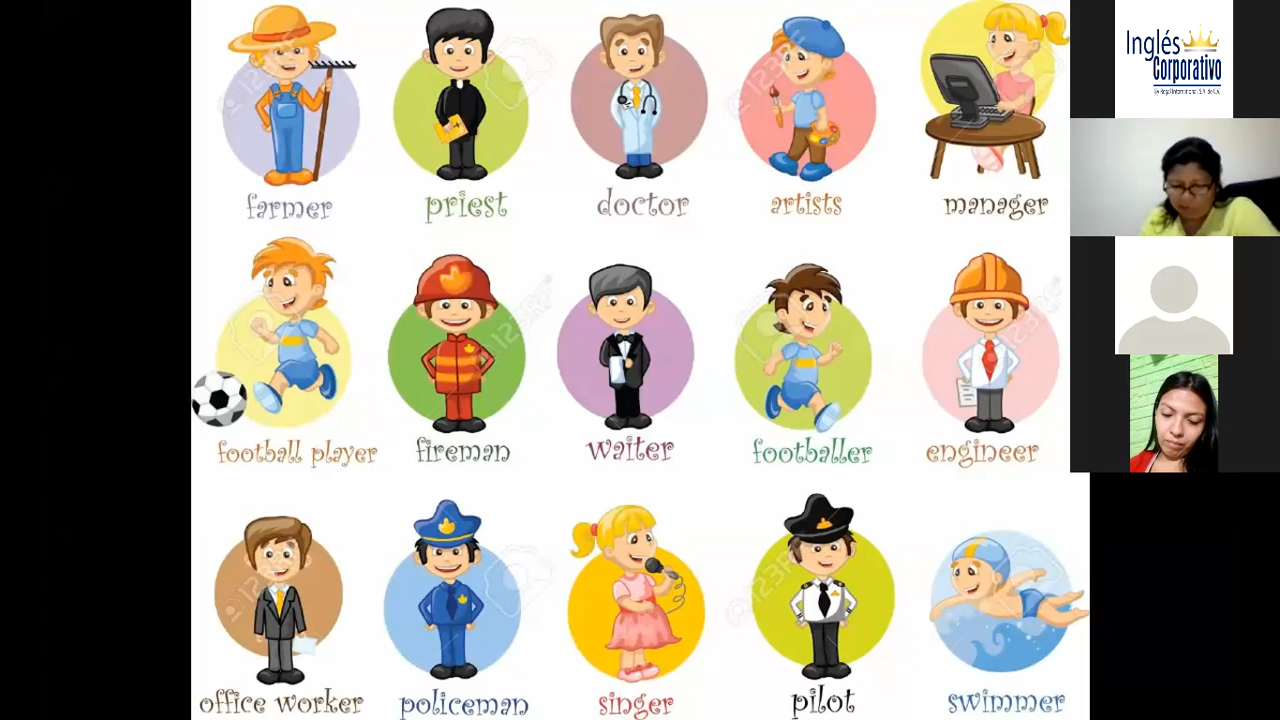 farmer priest doctor artists manager
football player fireman waiter footballer engineer
office worker policeman singer pilot swimmer
Inglés
Corporativo